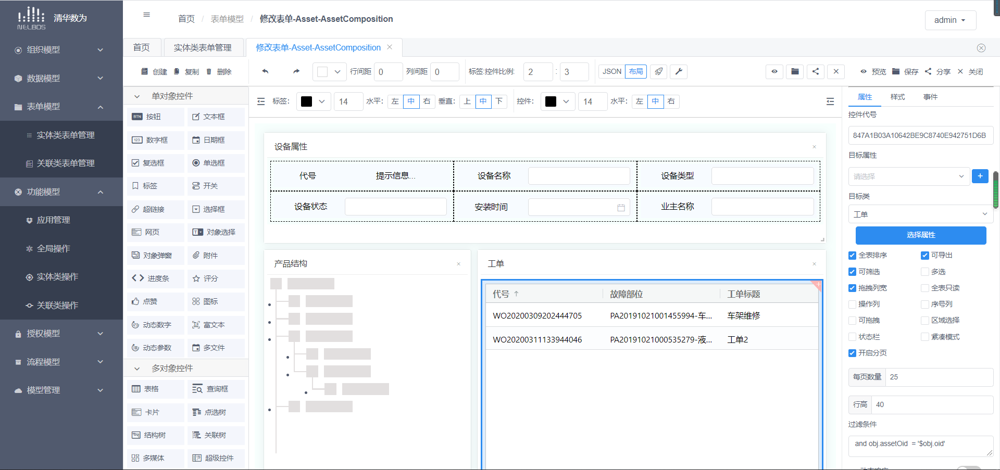 NELBDS 清华数为
首页 / 表单模型 / 修改表单-Asset-AssetComposition
admin
组织模型
数据模型
表单模型
实体类表单管理
关联类表单管理
功能模型
应用管理
全局操作
实体类操作
关联类操作
授权模型
流程模型
模型管理
首页 实体类表单管理 修改表单-Asset-AssetComposition
创建 复制 删除
行间距 0 列间距 0 标签:控件比例: 2 : 3 JSON 布局
预览 保存 分享 关闭
单对象控件
按钮 文本框
数字框 日期框
复选框 单选框
标签 开关
超链接 选择框
网页 对象选择
对象弹窗 附件
进度条 评分
点赞 图标
动态数字 富文本
动态参数 多文件
多对象控件
表格 查询框
卡片 点选树
结构树 关联树
多媒体 超级控件
标签: 14 水平: 左 中 右 垂直: 上 中 下 控件: 14 水平: 左 中 右
设备属性
代号 提示信息... 设备名称 设备类型
设备状态 安装时间 业主名称
产品结构
工单
代号 故障部位 工单标题
WO20200309202444705 PA20191021001455994-车... 车架维修
WO20200311133944046 PA20191021000535279-液... 工单2
属性 样式 事件
控件代号
847A1B03A10642BE9C8740E942751D6B
目标属性
请选择
目标类
工单
选择属性
全表排序 可导出
可筛选 多选
拖拽列宽 全表只读
操作列 序号列
可拖拽 区域选择
状态栏 紧凑模式
开启分页
每页数量 25
行高 40
过滤条件
and obj.assetOid = '$obj.oid'